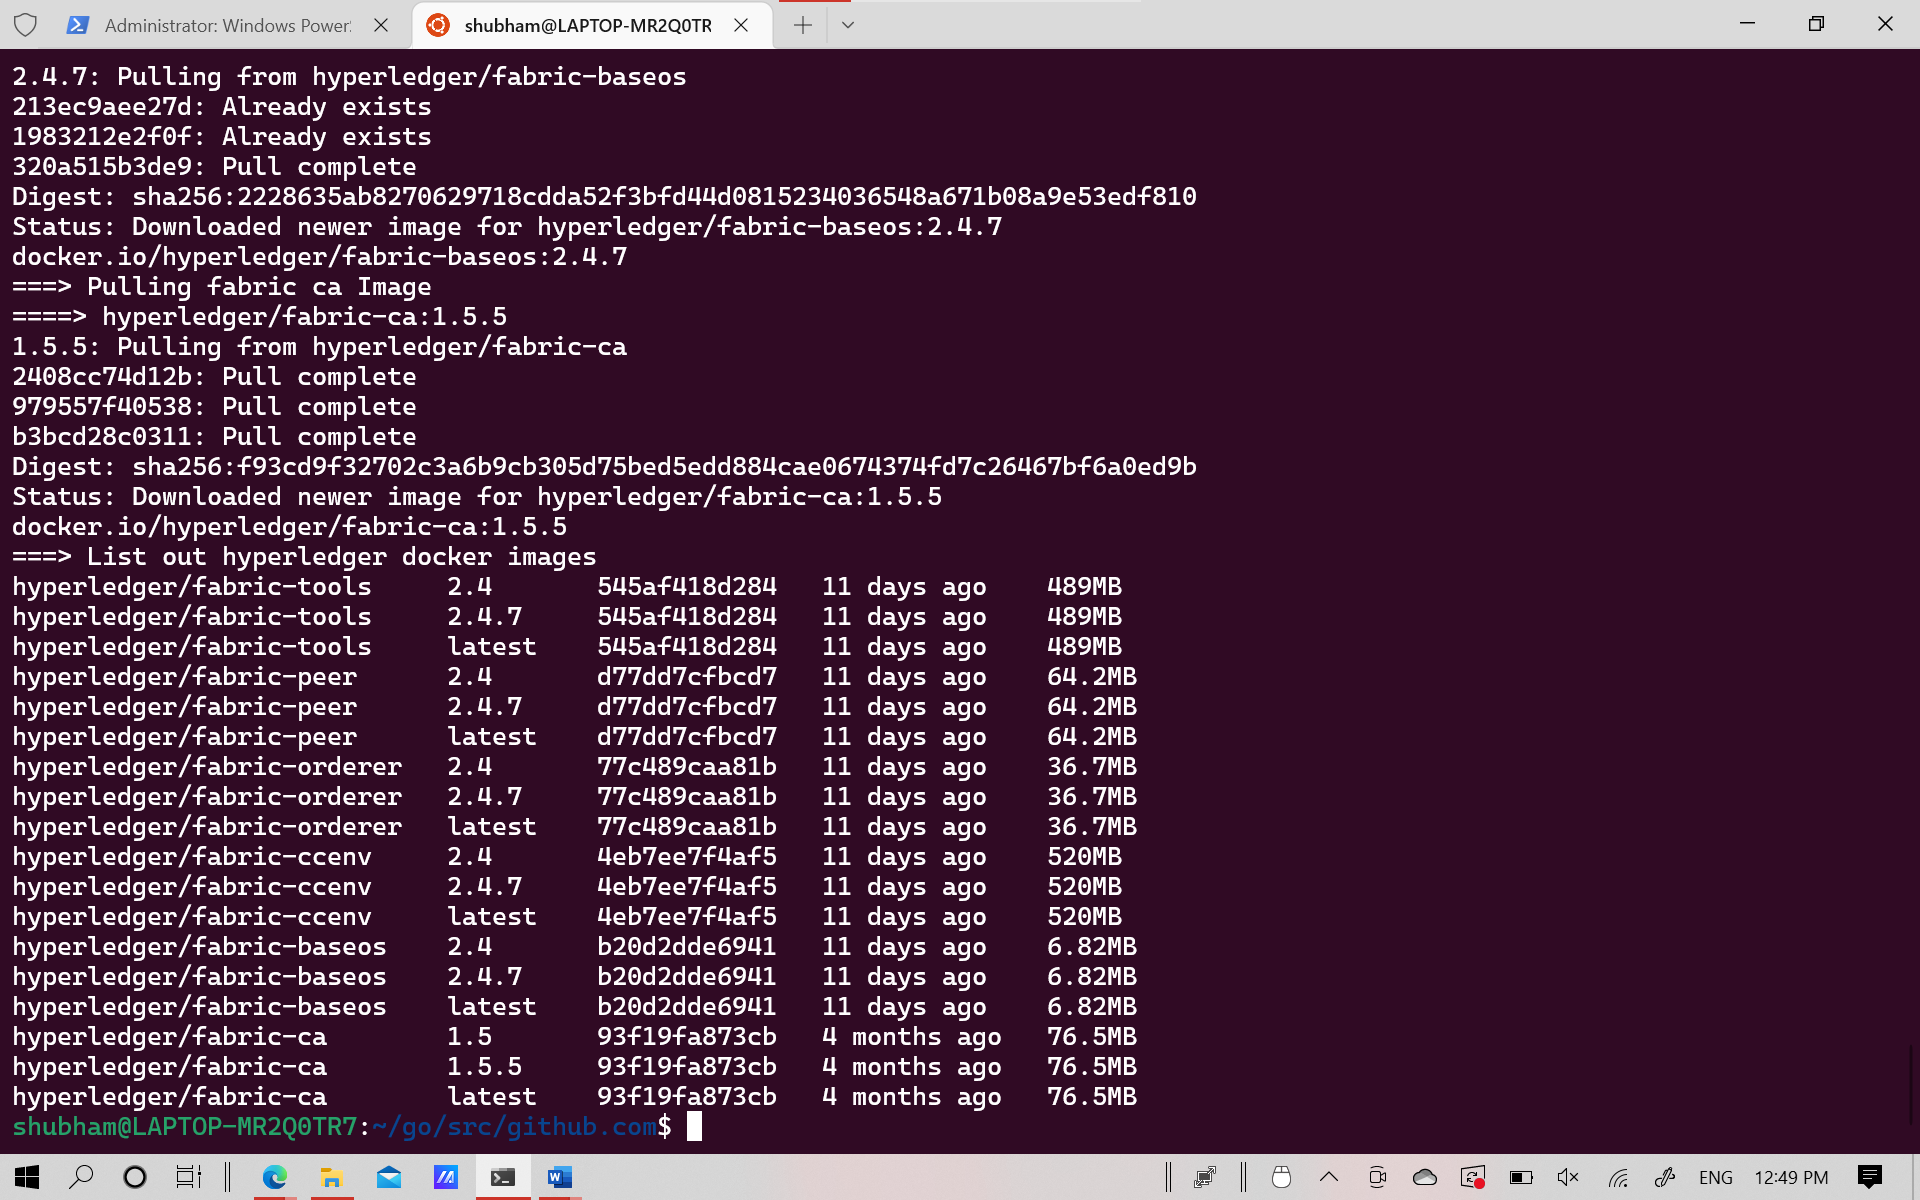 Administrator: Windows Power
shubham@LAPTOP-MR2Q0TR
2.4.7: Pulling from hyperledger/fabric-baseos
213ec9aee27d: Already exists
1983212e2f0f: Already exists
320a515b3de9: Pull complete
Digest: sha256:2228635ab8270629718cdda52f3bfd44d0815234036548a671b08a9e53edf810
Status: Downloaded newer image for hyperledger/fabric-baseos:2.4.7
docker.io/hyperledger/fabric-baseos:2.4.7
===> Pulling fabric ca Image
====> hyperledger/fabric-ca:1.5.5
1.5.5: Pulling from hyperledger/fabric-ca
2408cc74d12b: Pull complete
979557f40538: Pull complete
b3bcd28c0311: Pull complete
Digest: sha256:f93cd9f32702c3a6b9cb305d75bed5edd884cae0674374fd7c26467bf6a0ed9b
Status: Downloaded newer image for hyperledger/fabric-ca:1.5.5
docker.io/hyperledger/fabric-ca:1.5.5
===> List out hyperledger docker images
hyperledger/fabric-tools 2.4 545af418d284 11 days ago 489MB
hyperledger/fabric-tools 2.4.7 545af418d284 11 days ago 489MB
hyperledger/fabric-tools latest 545af418d284 11 days ago 489MB
hyperledger/fabric-peer 2.4 d77dd7cfbcd7 11 days ago 64.2MB
hyperledger/fabric-peer 2.4.7 d77dd7cfbcd7 11 days ago 64.2MB
hyperledger/fabric-peer latest d77dd7cfbcd7 11 days ago 64.2MB
hyperledger/fabric-orderer 2.4 77c489caa81b 11 days ago 36.7MB
hyperledger/fabric-orderer 2.4.7 77c489caa81b 11 days ago 36.7MB
hyperledger/fabric-orderer latest 77c489caa81b 11 days ago 36.7MB
hyperledger/fabric-ccenv 2.4 4eb7ee7f4af5 11 days ago 520MB
hyperledger/fabric-ccenv 2.4.7 4eb7ee7f4af5 11 days ago 520MB
hyperledger/fabric-ccenv latest 4eb7ee7f4af5 11 days ago 520MB
hyperledger/fabric-baseos 2.4 b20d2dde6941 11 days ago 6.82MB
hyperledger/fabric-baseos 2.4.7 b20d2dde6941 11 days ago 6.82MB
hyperledger/fabric-baseos latest b20d2dde6941 11 days ago 6.82MB
hyperledger/fabric-ca 1.5 93f19fa873cb 4 months ago 76.5MB
hyperledger/fabric-ca 1.5.5 93f19fa873cb 4 months ago 76.5MB
hyperledger/fabric-ca latest 93f19fa873cb 4 months ago 76.5MB
shubham@LAPTOP-MR2Q0TR7:~/go/src/github.com$
ENG 12:49 PM